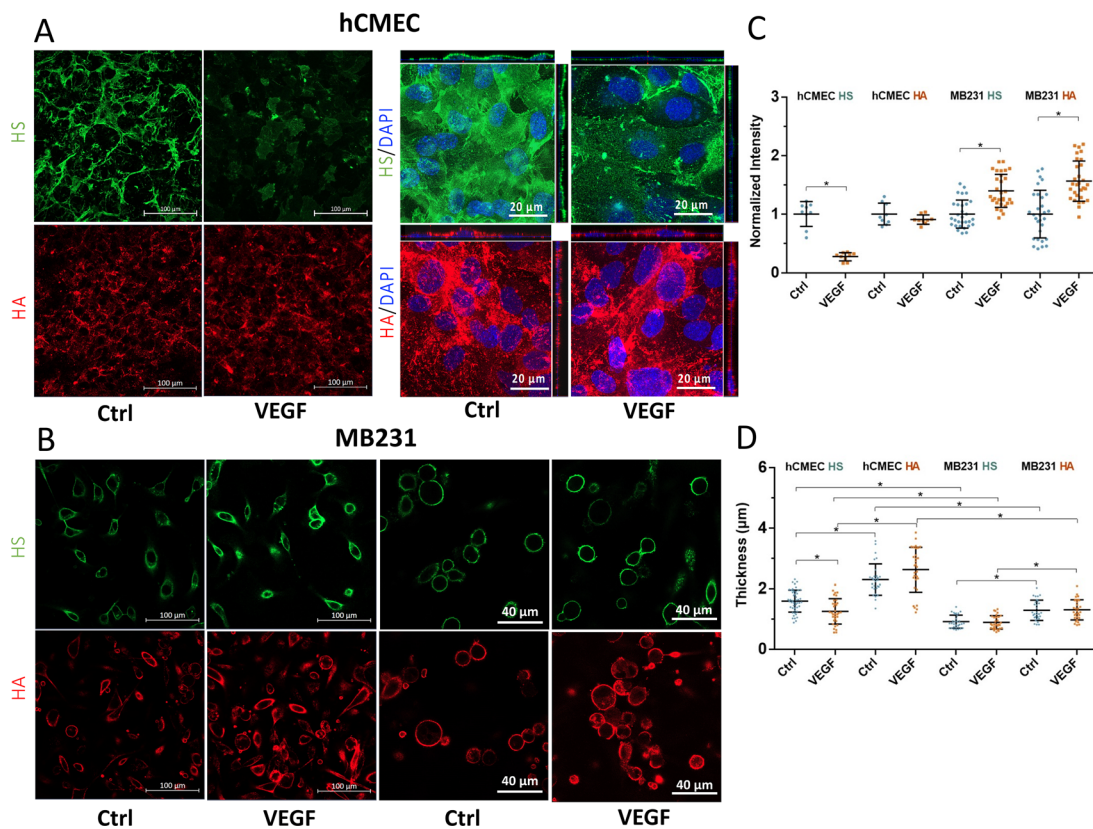 A
hCMEC
HS
100 µm
100 µm
HS/DAPI
20 µm
20 µm
HA
100 µm
100 µm
HA/DAPI
20 µm
20 µm
Ctrl
VEGF
Ctrl
VEGF
B
MB231
HS
100 µm
100 µm
40 µm
40 µm
HA
100 µm
100 µm
40 µm
40 µm
Ctrl
VEGF
Ctrl
VEGF
C
hCMEC HS
hCMEC HA
MB231 HS
MB231 HA
Normalized Intensity
3
2
1
0
*
*
*
Ctrl
VEGF
Ctrl
VEGF
Ctrl
VEGF
Ctrl
VEGF
D
hCMEC HS
hCMEC HA
MB231 HS
MB231 HA
Thickness (µm)
6
4
2
0
*
*
*
*
*
*
*
*
*
Ctrl
VEGF
Ctrl
VEGF
Ctrl
VEGF
Ctrl
VEGF